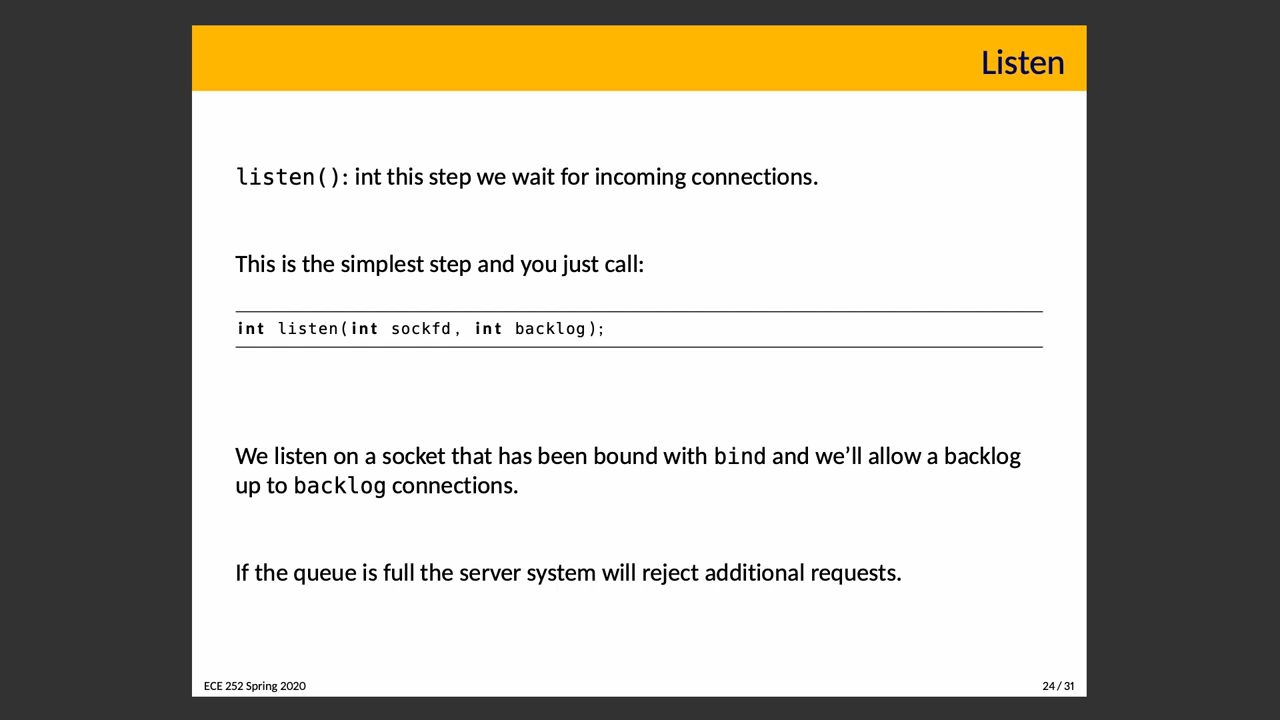 Listen
listen(): int this step we wait for incoming connections.
This is the simplest step and you just call:
int listen(int sockfd, int backlog);
We listen on a socket that has been bound with bind and we’ll allow a backlog
up to backlog connections.
If the queue is full the server system will reject additional requests.
ECE 252 Spring 2020
24 / 31